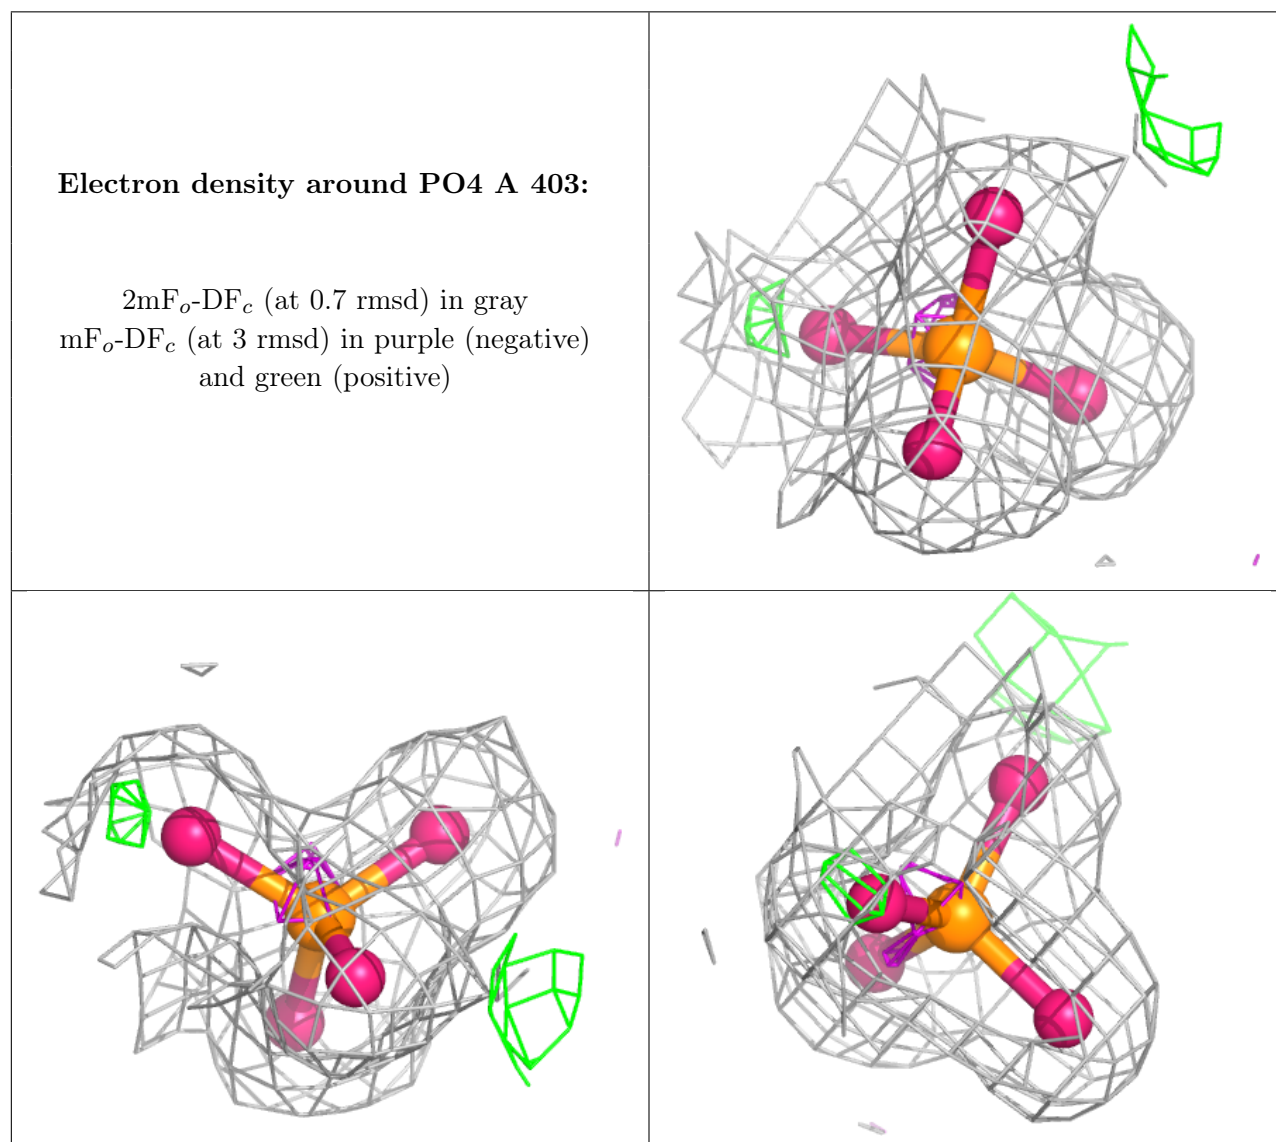 Electron density around PO4 A 403:
2mFo-DFc (at 0.7 rmsd) in gray
mFo-DFc (at 3 rmsd) in purple (negative)
and green (positive)